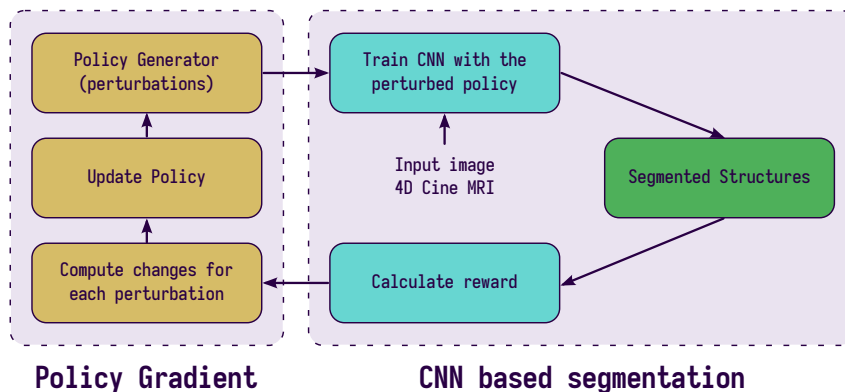 Policy Generator
(perturbations)
Train CNN with the
perturbed policy
Input image
4D Cine MRI
Update Policy
Segmented Structures
Compute changes for
each perturbation
Calculate reward
Policy Gradient
CNN based segmentation